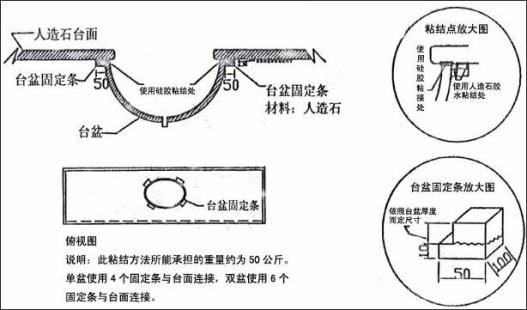 人造石台面
台盆固定条
50
使用硅胶粘结处
50
台盆固定条
材料：人造石
台盆
台盆固定条
俯视图
说明：此粘结方法所能承担的重量约为 50 公斤。
单盆使用 4 个固定条与台面连接，双盆使用 6 个
固定条与台面连接。
粘结点放大图
使用硅胶粘接处
使用人造石胶
水粘结处
台盆固定条放大图
依照台盆厚度
而定尺寸
10
50
100